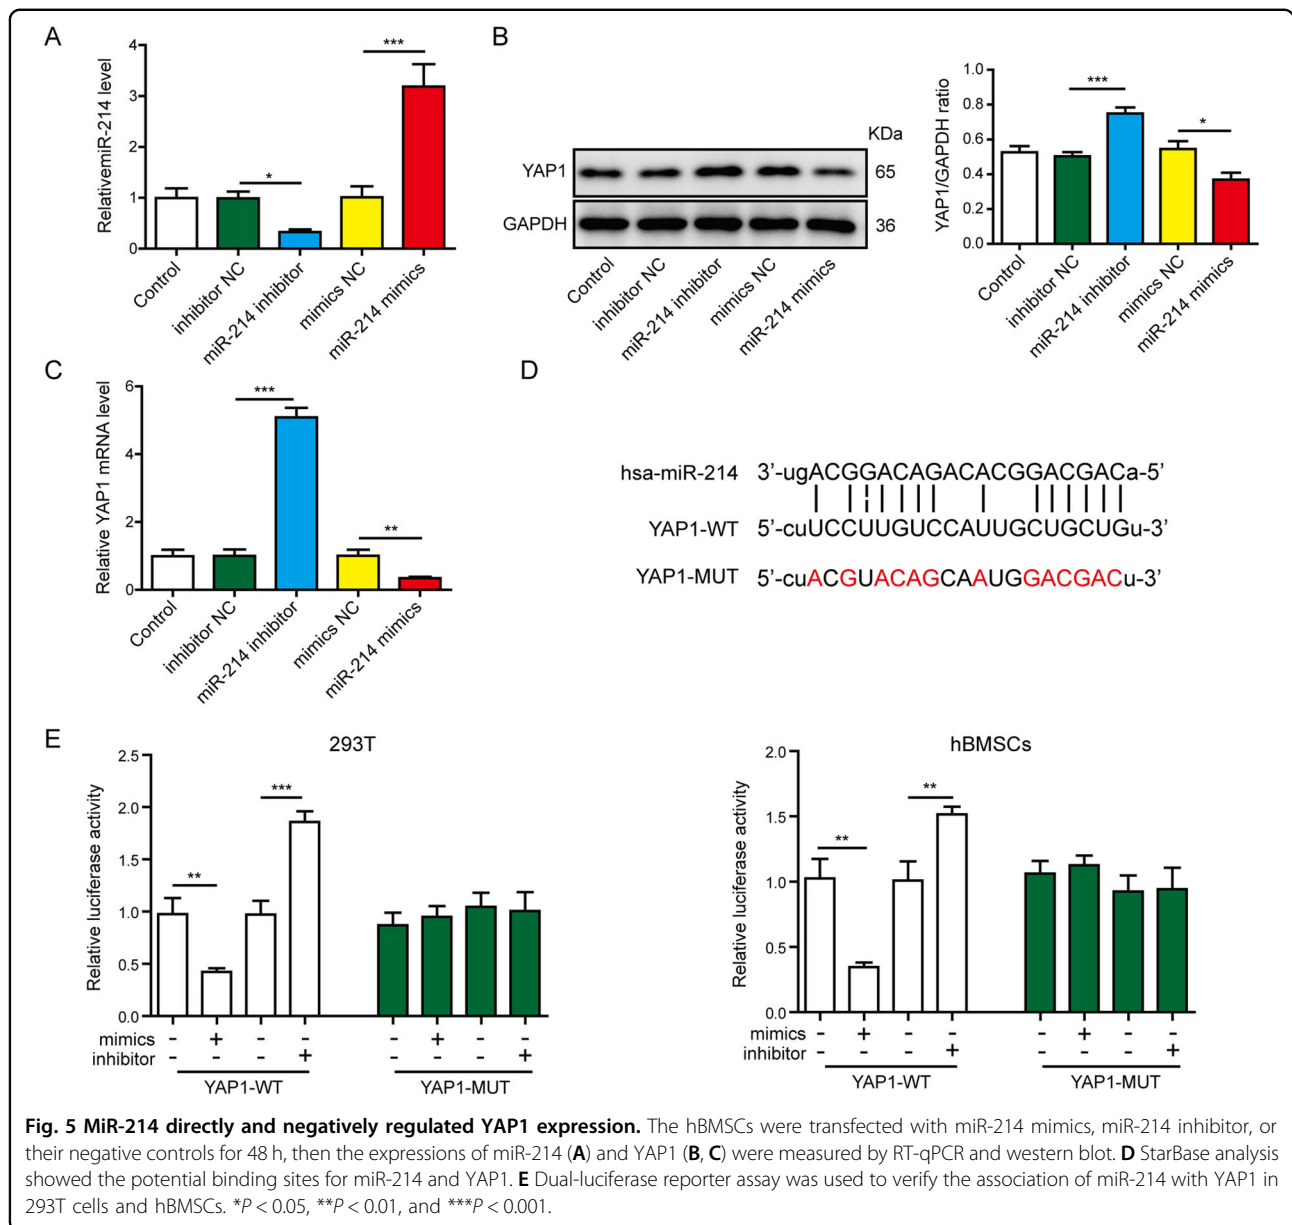 A
Relative miR-214 level
4
3
2
1
0
*
***
Control
inhibitor NC
miR-214 inhibitor
mimics NC
miR-214 mimics
B
KDa
YAP1
65
GAPDH
36
Control
inhibitor NC
miR-214 inhibitor
mimics NC
miR-214 mimics
YAP1/GAPDH ratio
1.0
0.8
0.6
0.4
0.2
0.0
***
*
Control
inhibitor NC
miR-214 inhibitor
mimics NC
miR-214 mimics
C
Relative YAP1 mRNA level
6
4
2
0
***
**
Control
inhibitor NC
miR-214 inhibitor
mimics NC
miR-214 mimics
D
hsa-miR-214 3’-ugACGGACAGACACGGACGACa-5’
YAP1-WT 5’-cuUCCUUGUCCAUUGCUGCUGu-3’
YAP1-MUT 5’-cuACGUACAGCAAUGGACGACu-3’
E
293T
Relative luciferase activity
2.5
2.0
1.5
1.0
0.5
0.0
**
***
mimics - + - - - + - -
inhibitor - - - + - - - +
YAP1-WT YAP1-MUT
hBMSCs
Relative luciferase activity
2.0
1.5
1.0
0.5
0.0
**
**
mimics - + - - - + - -
inhibitor - - - + - - - +
YAP1-WT YAP1-MUT
Fig. 5 MiR-214 directly and negatively regulated YAP1 expression. The hBMSCs were transfected with miR-214 mimics, miR-214 inhibitor, or
their negative controls for 48 h, then the expressions of miR-214 (A) and YAP1 (B, C) were measured by RT-qPCR and western blot. D StarBase analysis
showed the potential binding sites for miR-214 and YAP1. E Dual-luciferase reporter assay was used to verify the association of miR-214 with YAP1 in
293T cells and hBMSCs. *P < 0.05, **P < 0.01, and ***P < 0.001.